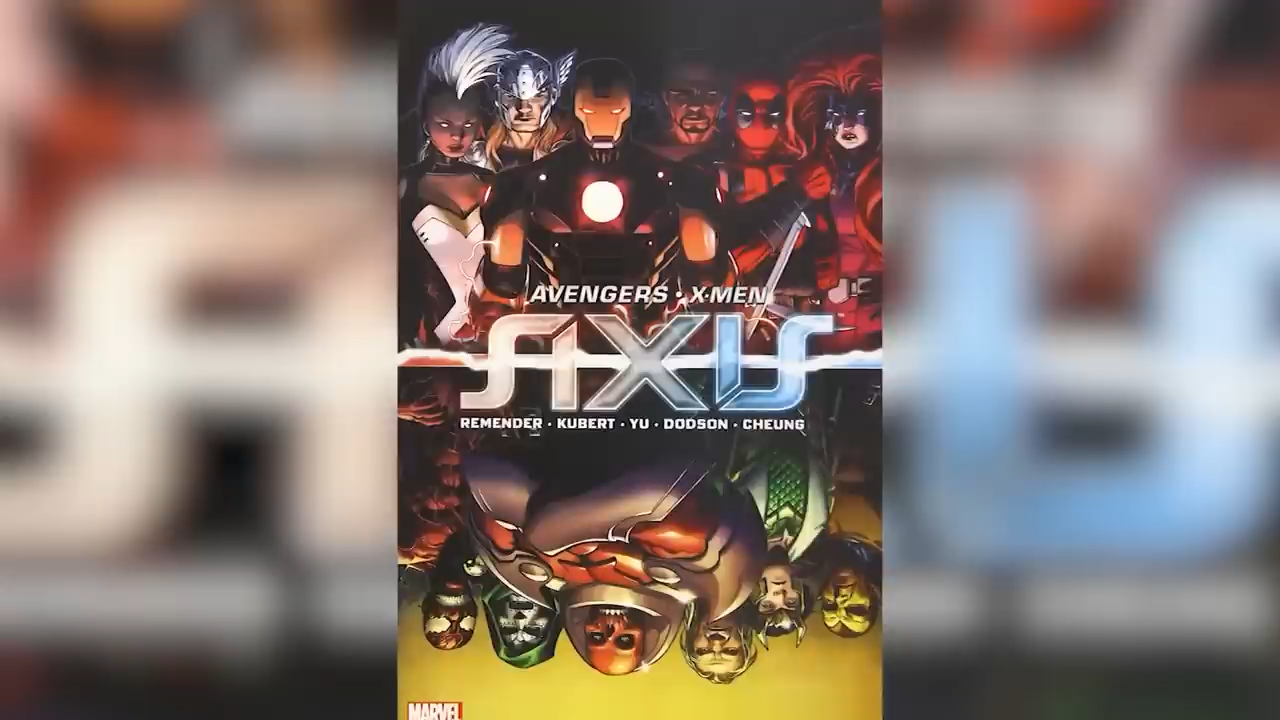 AVENGERS · X-MEN
AXIS
REMENDER · KUBERT · YU · DODSON · CHEUNG
MARVEL